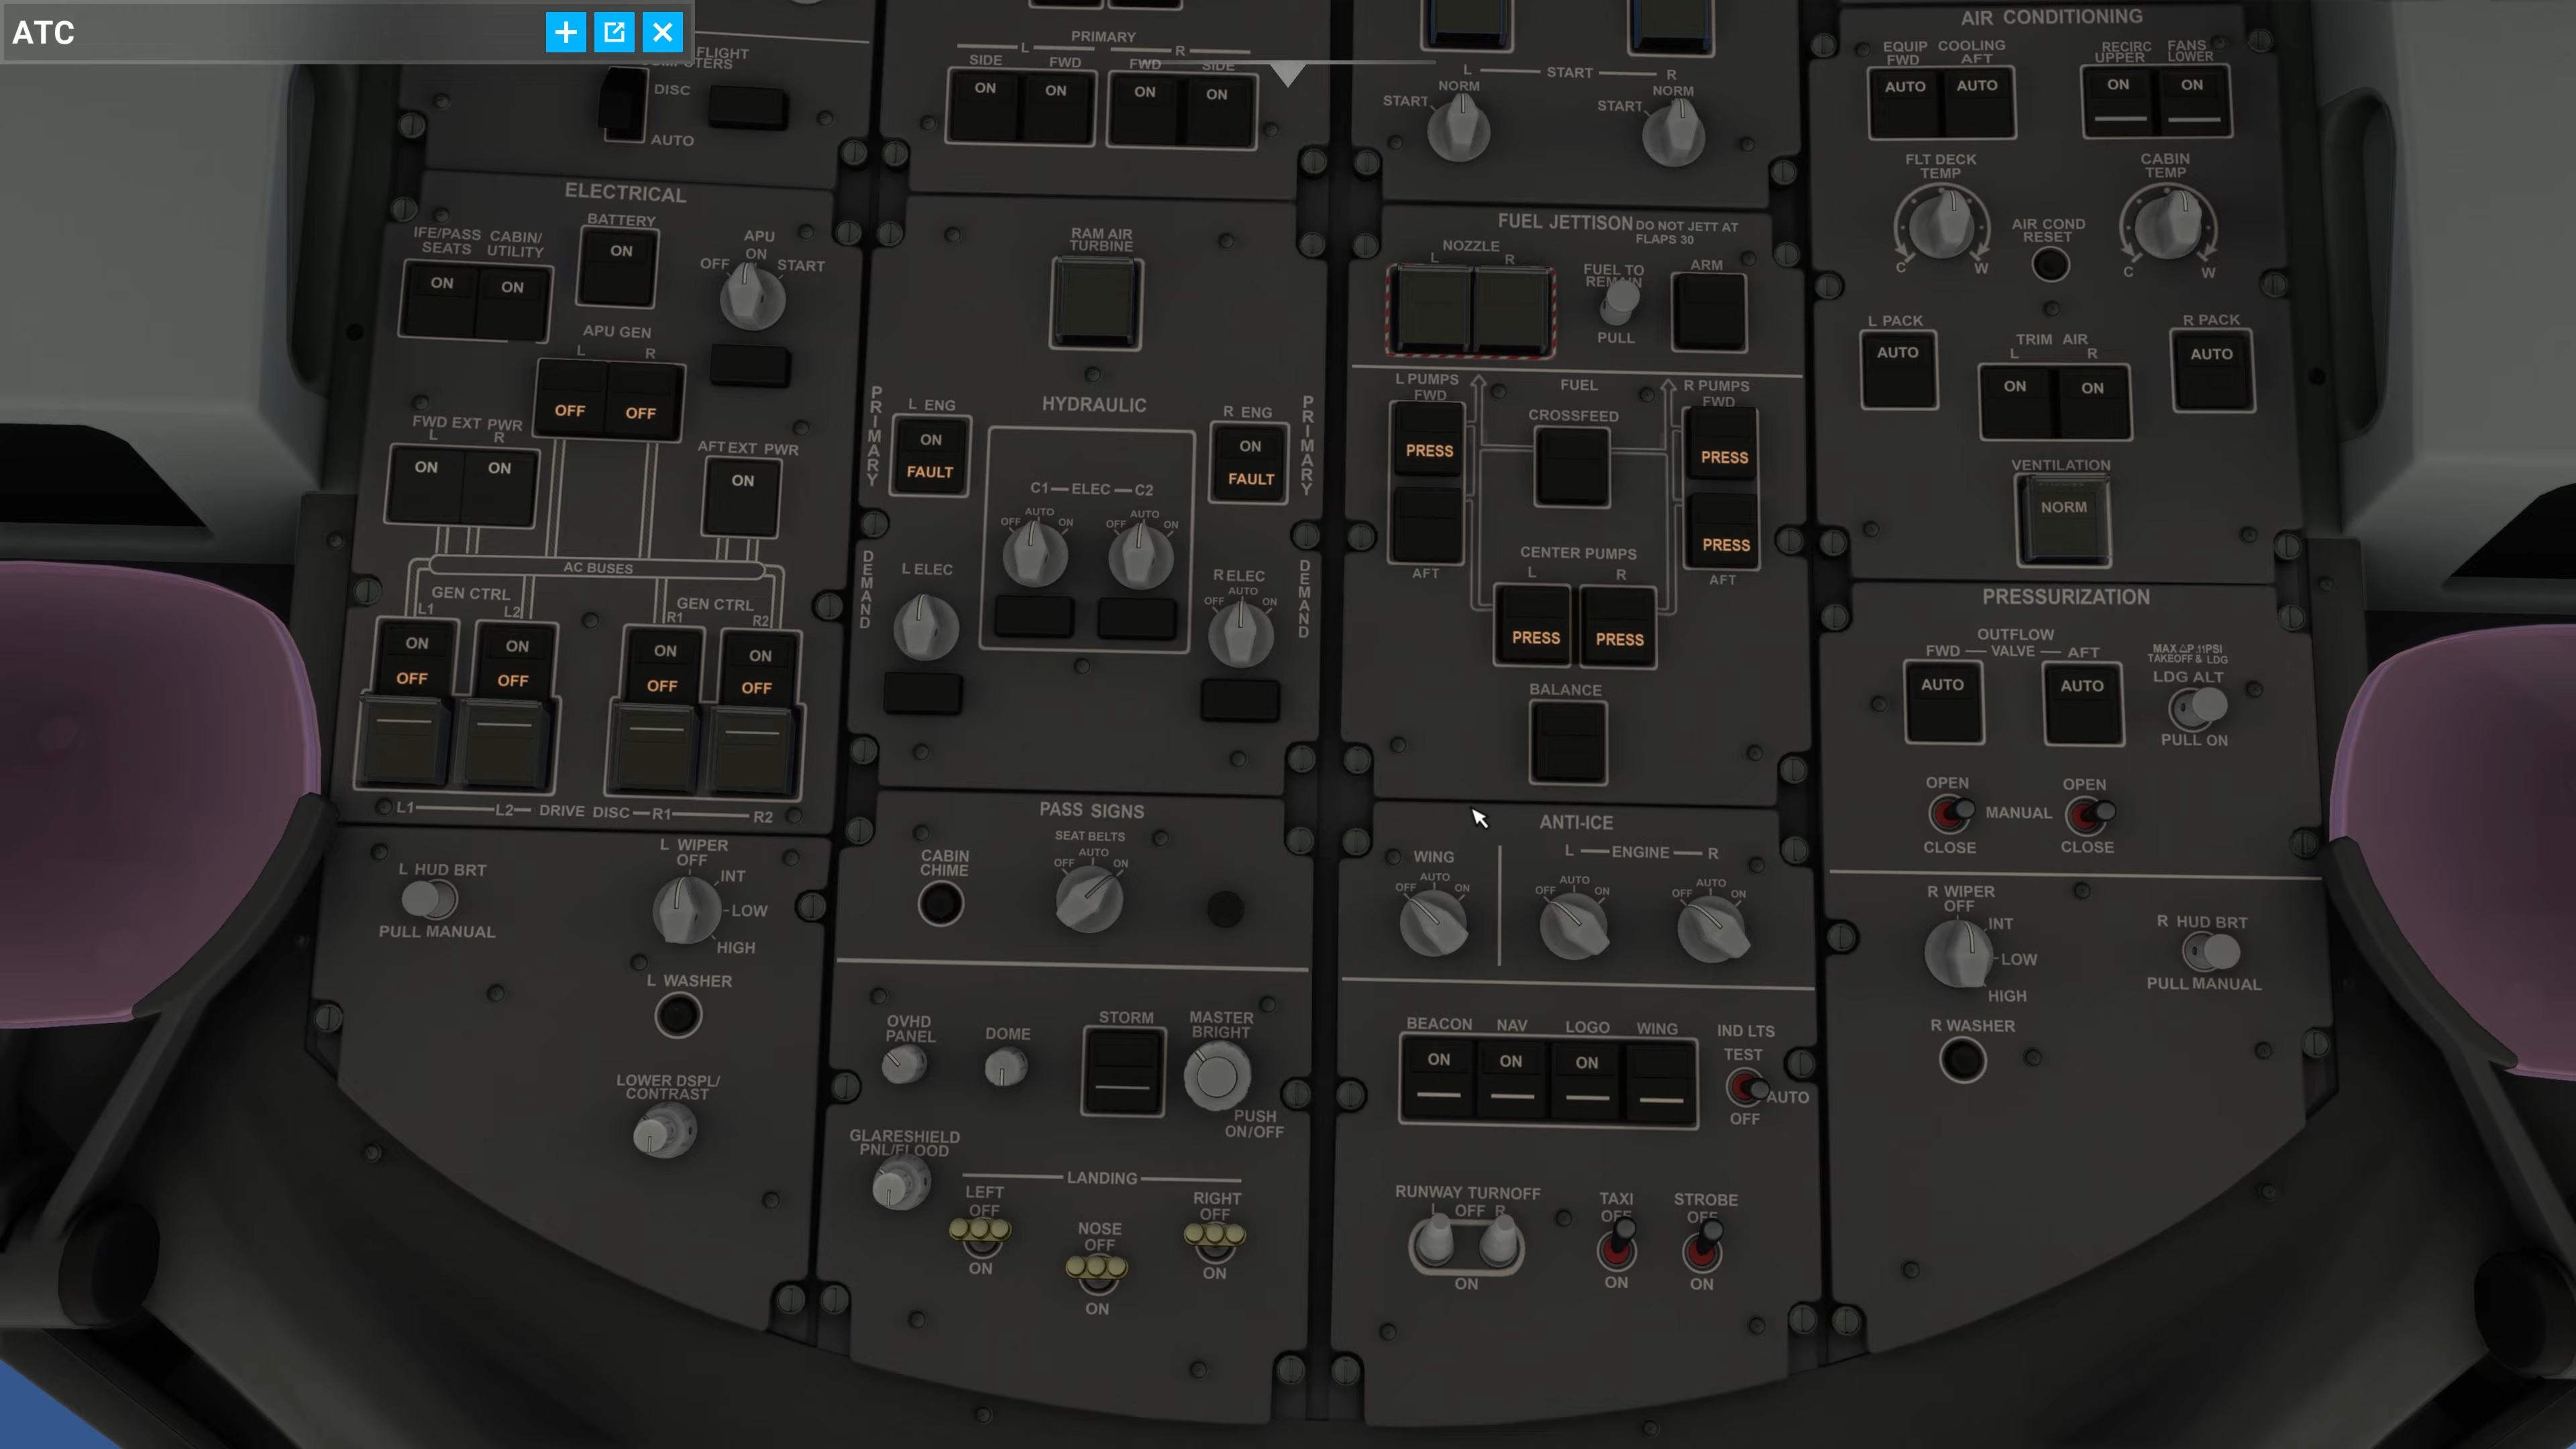 ATC
FLIGHT
DISC
AUTO
ELECTRICAL
IFE/PASS
SEATS
CABIN/
UTILITY
ON
ON
BATTERY
ON
APU
OFF
ON
START
APU GEN
L
R
OFF
OFF
FWD EXT PWR
L
R
ON
ON
AFT EXT PWR
ON
AC BUSES
GEN CTRL
L1
L2
GEN CTRL
R1
R2
ON
OFF
ON
OFF
ON
OFF
ON
OFF
L1
L2
DRIVE DISC
R1
R2
L HUD BRT
PULL MANUAL
L WIPER
OFF
INT
LOW
HIGH
L WASHER
LOWER DSPL/
CONTRAST
PRIMARY
L
R
SIDE
FWD
FWD
SIDE
ON
ON
ON
ON
RAM AIR
TURBINE
HYDRAULIC
PRIMARY
L ENG
ON
FAULT
R ENG
ON
FAULT
PRIMARY
C1
ELEC
C2
OFF
AUTO
ON
OFF
AUTO
ON
DEMAND
L ELEC
R ELEC
OFF
AUTO
ON
DEMAND
PASS SIGNS
CABIN
CHIME
SEAT BELTS
OFF
AUTO
ON
OVHD
PANEL
DOME
STORM
MASTER
BRIGHT
PUSH
ON/OFF
GLARESHIELD
PNL/FLOOD
LANDING
LEFT
OFF
ON
NOSE
OFF
ON
RIGHT
OFF
ON
L
START
R
START
NORM
START
NORM
FUEL JETTISON
DO NOT JETT AT
FLAPS 30
NOZZLE
L
R
FUEL TO
REMAIN
PULL
ARM
L PUMPS
FWD
PRESS
AFT
FUEL
CROSSFEED
R PUMPS
FWD
PRESS
PRESS
AFT
CENTER PUMPS
L
R
PRESS
PRESS
BALANCE
ANTI-ICE
WING
OFF
AUTO
ON
L
ENGINE
R
OFF
AUTO
ON
OFF
AUTO
ON
BEACON
NAV
LOGO
WING
ON
ON
ON
IND LTS
TEST
AUTO
OFF
RUNWAY TURNOFF
L
OFF
R
ON
TAXI
OFF
ON
STROBE
OFF
ON
AIR CONDITIONING
EQUIP
COOLING
FWD
AFT
AUTO
AUTO
RECIRC
FANS
UPPER
LOWER
ON
ON
FLT DECK
TEMP
C
W
AIR COND
RESET
CABIN
TEMP
C
W
L PACK
AUTO
TRIM AIR
L
R
ON
ON
R PACK
AUTO
VENTILATION
NORM
PRESSURIZATION
OUTFLOW
FWD
VALVE
AFT
AUTO
AUTO
MAX ΔP .11PSI
TAKEOFF & LDG
LDG ALT
PULL ON
OPEN
CLOSE
MANUAL
OPEN
CLOSE
R WIPER
OFF
INT
LOW
HIGH
R HUD BRT
PULL MANUAL
R WASHER